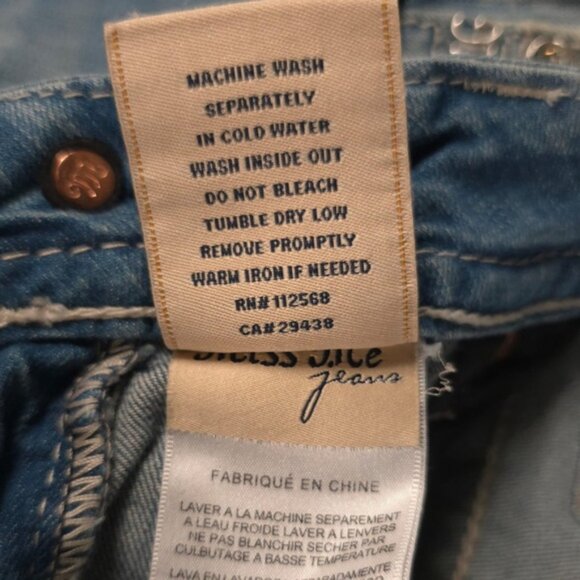 MACHINE WASH
SEPARATELY
IN COLD WATER
WASH INSIDE OUT
DO NOT BLEACH
TUMBLE DRY LOW
REMOVE PROMPTLY
WARM IRON IF NEEDED
RN# 112568
CA# 29438
jeans
FABRIQUÉ EN CHINE
LAVER A LA MACHINE SEPAREMENT
A LEAU FROIDE LAVER A LENVERS
NE PAS BLANCHIR SECHER PAR
CULBUTAGE A BASSE TEMPERATURE